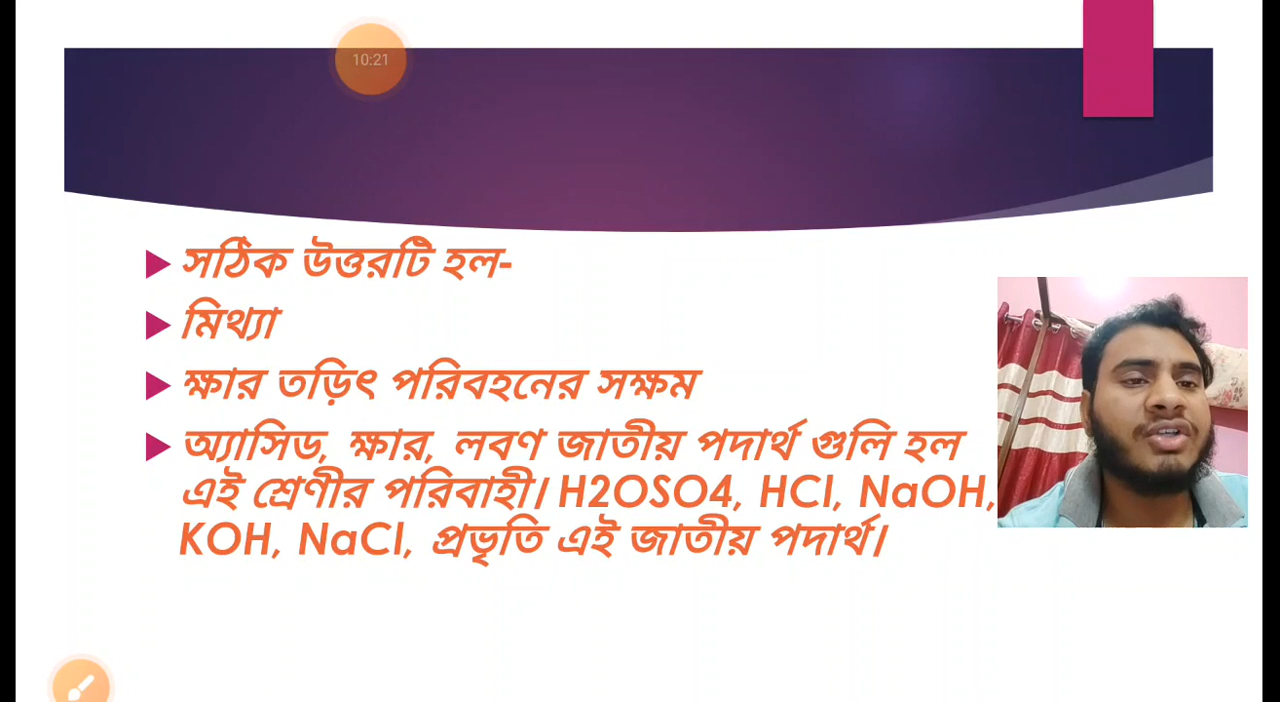 10:21
সঠিক উত্তরটি হল-
মিথ্যা
ক্ষার তড়িৎ পরিবহনের সক্ষম
অ্যাসিড, ক্ষার, লবণ জাতীয় পদার্থ গুলি হল
এই শ্রেণীর পরিবাহী। H2OSO4, HCl, NaOH,
KOH, NaCl, প্রভৃতি এই জাতীয় পদার্থ।